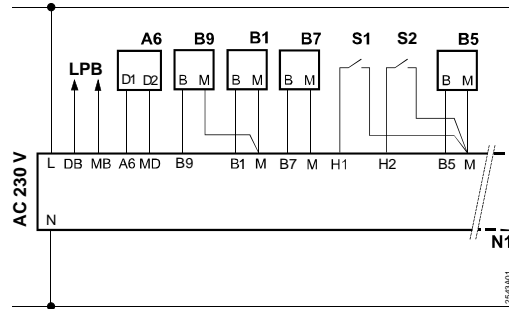 A6 B9 B1 B7 S1 S2 B5
LPB
D1 D2 B M B M B M B M
L DB MB A6 MD B9 B1 M B7 M H1 H2 B5 M
AC 230 V
N
N1
2543A01